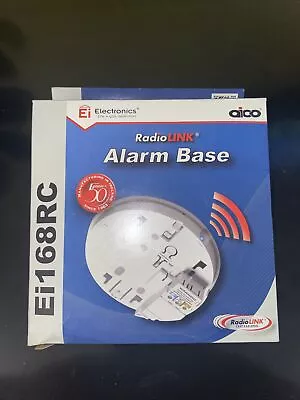 Ei Electronics®
aico
RadioLINK®
Alarm Base
50
Ei168RC
RadioLINK®